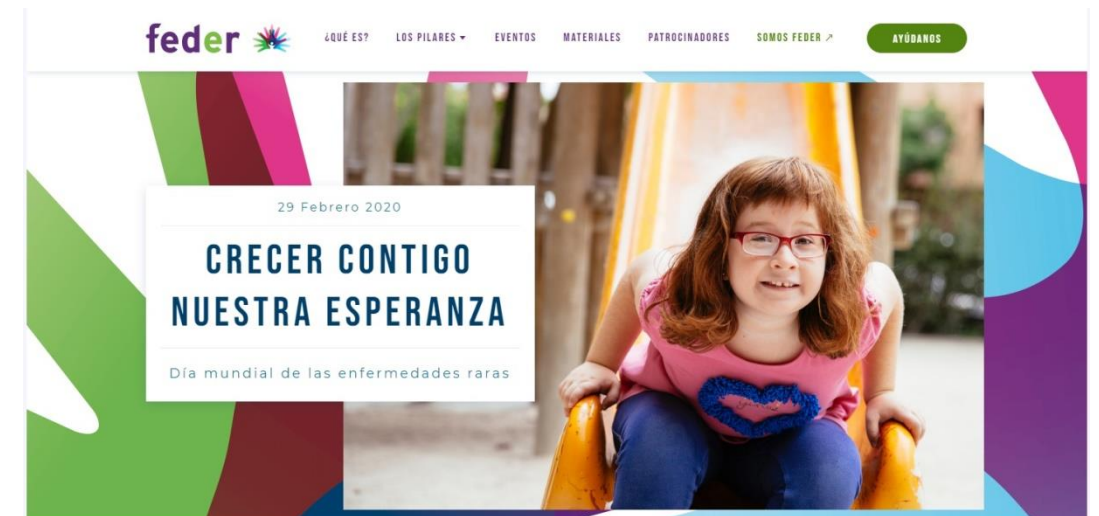 feder
¿QUÉ ES?
LOS PILARES
EVENTOS
MATERIALES
PATROCINADORES
SOMOS FEDER ↗
AYÚDANOS
29 Febrero 2020
CRECER CONTIGO
NUESTRA ESPERANZA
Día mundial de las enfermedades raras